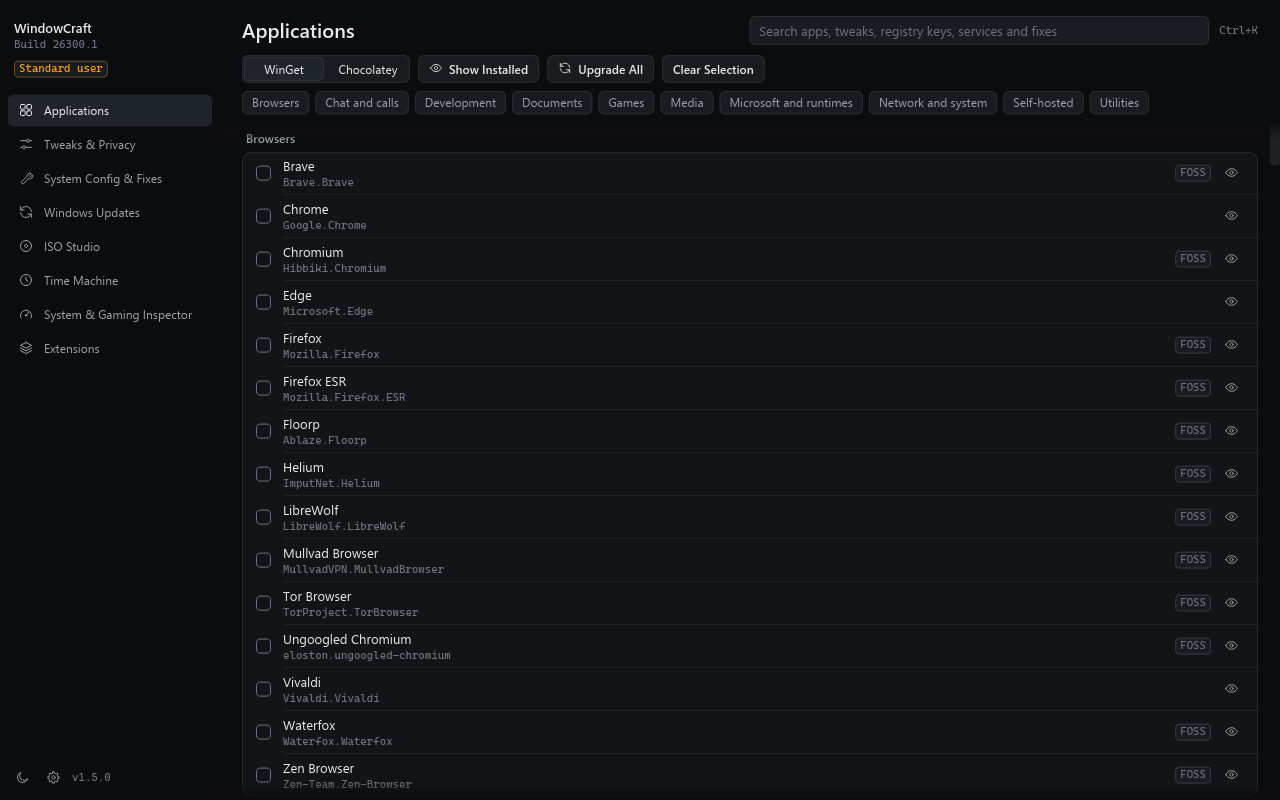 WindowCraft
Build 26300.1
Standard user
Applications
Tweaks & Privacy
System Config & Fixes
Windows Updates
ISO Studio
Time Machine
System & Gaming Inspector
Extensions
v1.5.0
Applications
Search apps, tweaks, registry keys, services and fixes
Ctrl+K
WinGet Chocolatey Show Installed Upgrade All Clear Selection
Browsers Chat and calls Development Documents Games Media Microsoft and runtimes Network and system Self-hosted Utilities
Browsers
Brave
Brave.Brave
FOSS
Chrome
Google.Chrome
Chromium
Hibbiki.Chromium
FOSS
Edge
Microsoft.Edge
Firefox
Mozilla.Firefox
FOSS
Firefox ESR
Mozilla.Firefox.ESR
FOSS
Floorp
Ablaze.Floorp
FOSS
Helium
ImputNet.Helium
FOSS
LibreWolf
LibreWolf.LibreWolf
FOSS
Mullvad Browser
MullvadVPN.MullvadBrowser
FOSS
Tor Browser
TorProject.TorBrowser
FOSS
Ungoogled Chromium
eloston.ungoogled-chromium
FOSS
Vivaldi
Vivaldi.Vivaldi
Waterfox
Waterfox.Waterfox
FOSS
Zen Browser
Zen-Team.Zen-Browser
FOSS